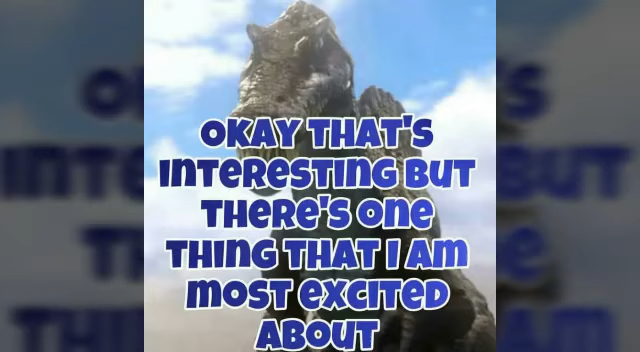 OKAY THAT'S
INTERESTING BUT
THERE'S ONE
THING THAT I AM
MOST EXCITED
ABOUT